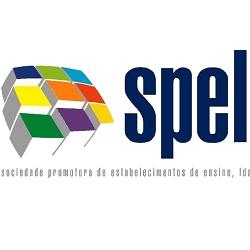 spel
sociedade promotora de estabelecimentos de ensino, lda